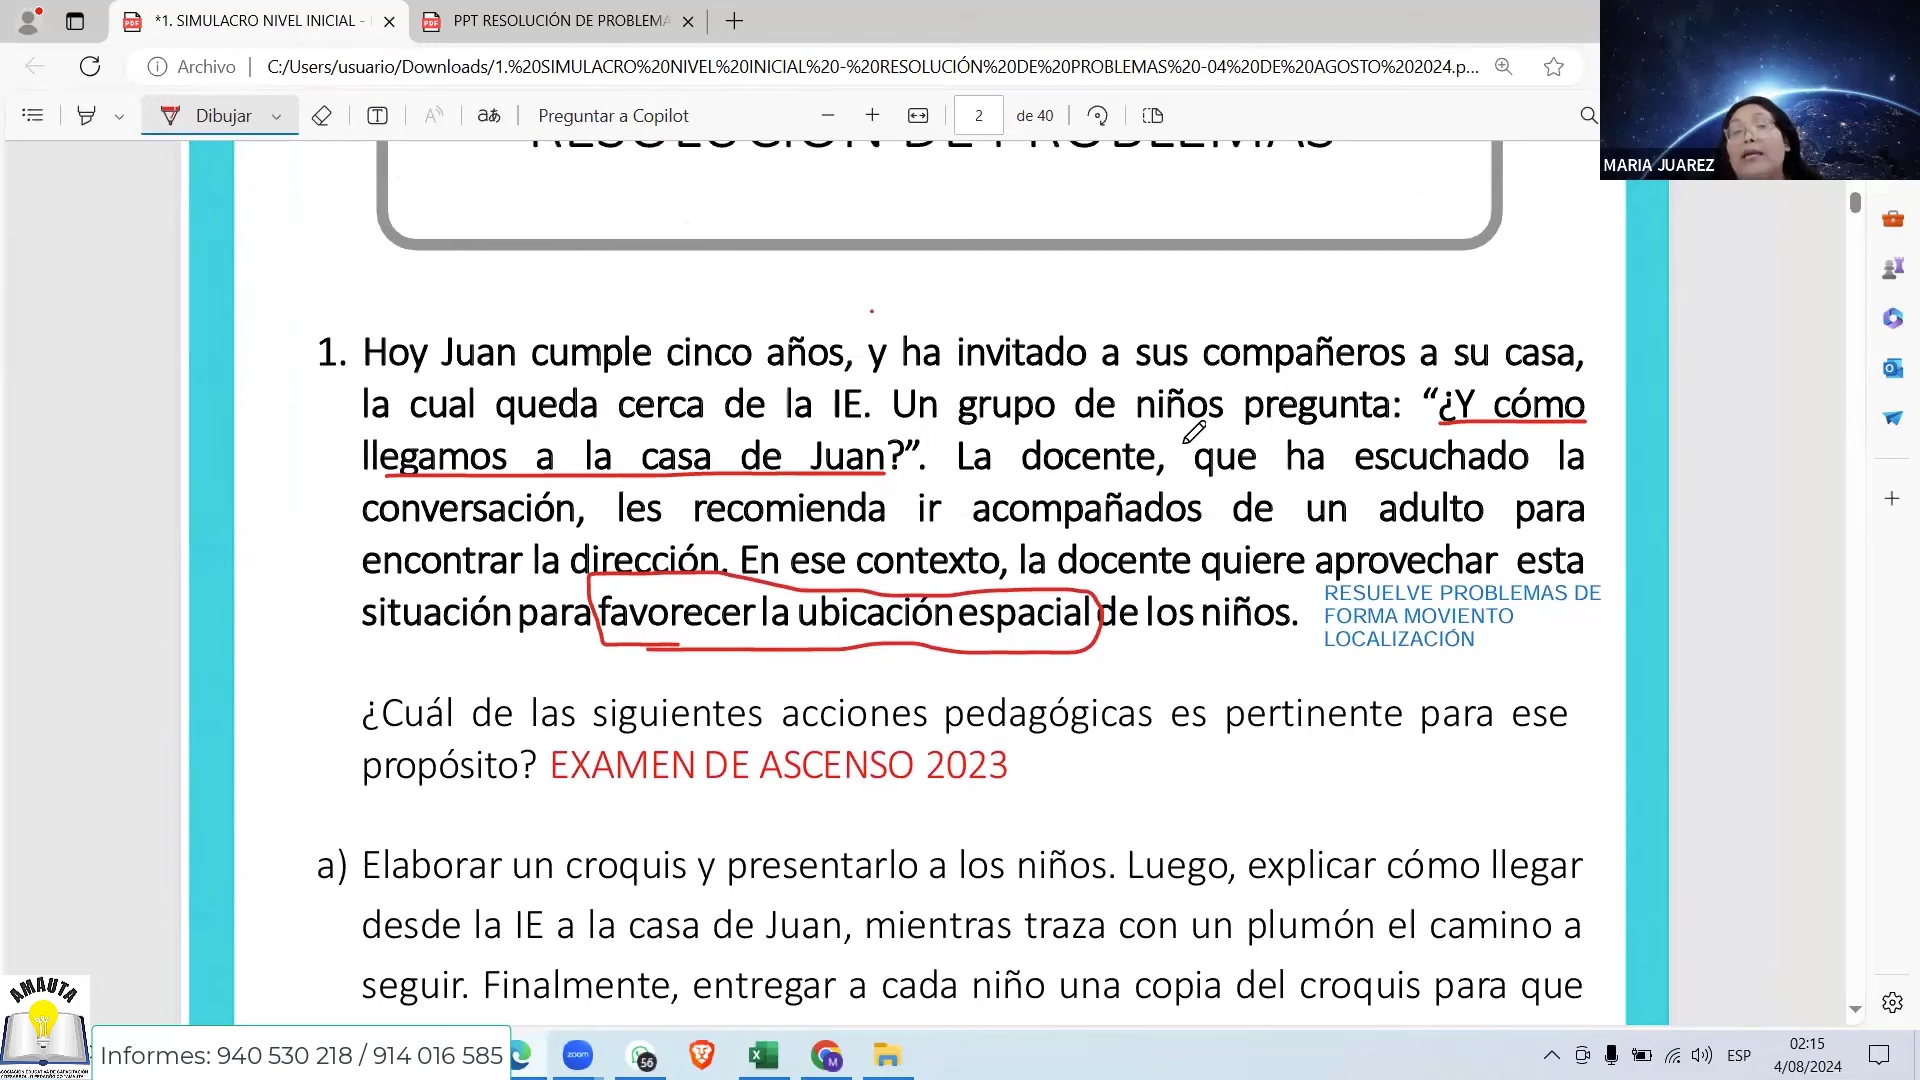 *1. SIMULACRO NIVEL INICIAL -
PPT RESOLUCIÓN DE PROBLEMA
Archivo
C:/Users/usuario/Downloads/1.%20SIMULACRO%20NIVEL%20INICIAL%20-%20RESOLUCIÓN%20DE%20PROBLEMAS%20-04%20DE%20AGOSTO%202024.p...
Dibujar
aあ
Preguntar a Copilot
2
de 40
MARIA JUAREZ
RESOLUCIÓN DE PROBLEMAS
1. Hoy Juan cumple cinco años, y ha invitado a sus compañeros a su casa,
la cual queda cerca de la IE. Un grupo de niños pregunta: “¿Y cómo
llegamos a la casa de Juan?”. La docente, que ha escuchado la
conversación, les recomienda ir acompañados de un adulto para
encontrar la dirección. En ese contexto, la docente quiere aprovechar esta
situación para favorecer la ubicación espacial de los niños.
RESUELVE PROBLEMAS DE
FORMA MOVIENTO
LOCALIZACIÓN
¿Cuál de las siguientes acciones pedagógicas es pertinente para ese
propósito? EXAMEN DE ASCENSO 2023
a) Elaborar un croquis y presentarlo a los niños. Luego, explicar cómo llegar
desde la IE a la casa de Juan, mientras traza con un plumón el camino a
seguir. Finalmente, entregar a cada niño una copia del croquis para que
AMAUTA
Informes: 940 530 218 / 914 016 585
zoom
56
M
ESP
02:15
4/08/2024